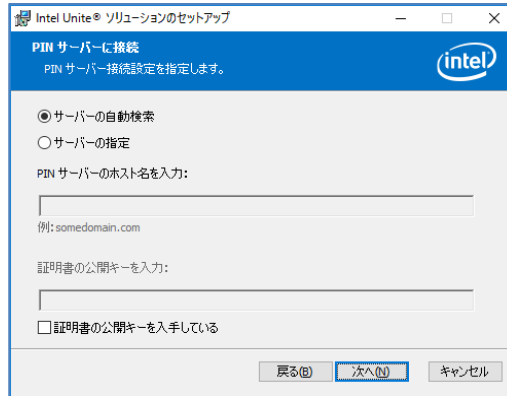 Intel Unite® ソリューションのセットアップ
PIN サーバーに接続
PIN サーバー接続設定を指定します。
intel
サーバーの自動検索
サーバーの指定
PIN サーバーのホスト名を入力:
例: somedomain.com
証明書の公開キーを入力:
証明書の公開キーを入手している
戻る(B) 次へ(N) キャンセル